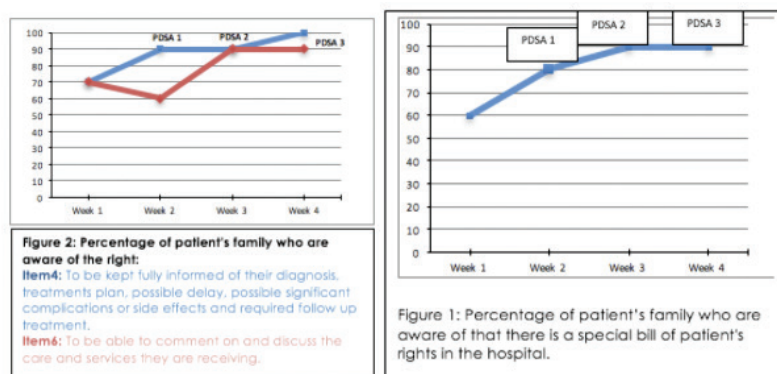 100
90
80
70
60
50
40
30
20
10
0
PDSA 1
PDSA 2
PDSA 3
Week 1 Week 2 Week 3 Week 4
Figure 2: Percentage of patient's family who are
aware of the right:
Item4: To be kept fully informed of their diagnosis,
treatments plan, possible delay, possible significant
complications or side effects and required follow up
treatment.
Item6: To be able to comment on and discuss the
care and services they are receiving.
100
90
80
70
60
50
40
30
20
10
0
PDSA 1
PDSA 2
PDSA 3
Week 1 Week 2 Week 3 Week 4
Figure 1: Percentage of patient's family who are
aware of that there is a special bill of patient's
rights in the hospital.